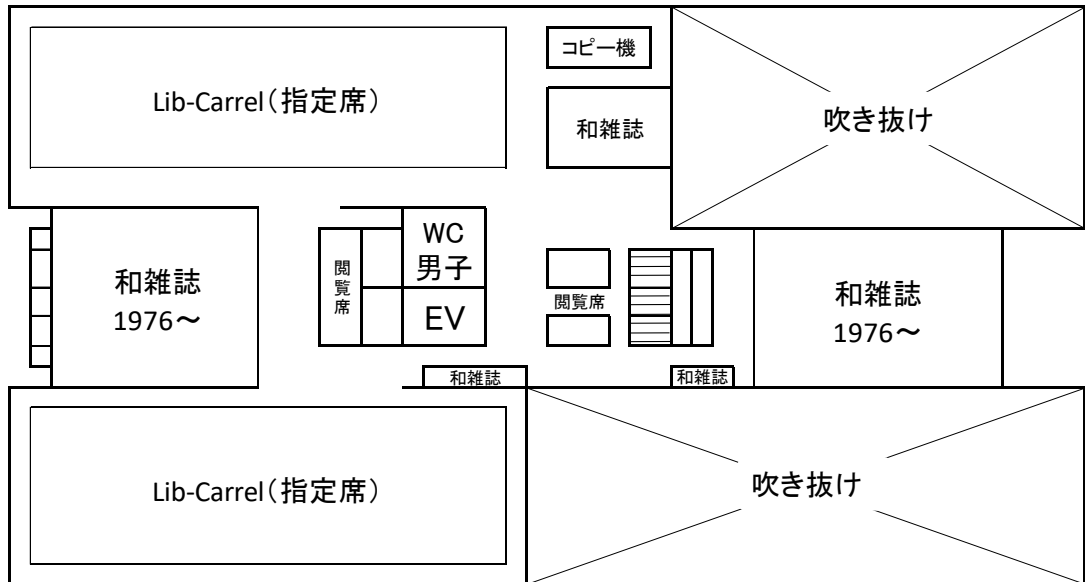 Lib-Carrel（指定席）
コピー機
和雑誌
吹き抜け
和雑誌
1976～
閲覧席
WC
男子
EV
閲覧席
和雑誌
1976～
和雑誌
和雑誌
Lib-Carrel（指定席）
吹き抜け